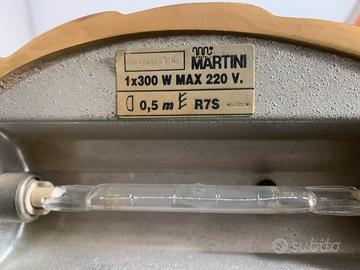 MARTINI
1x300 W MAX 220 V.
0,5 m R7S
subito